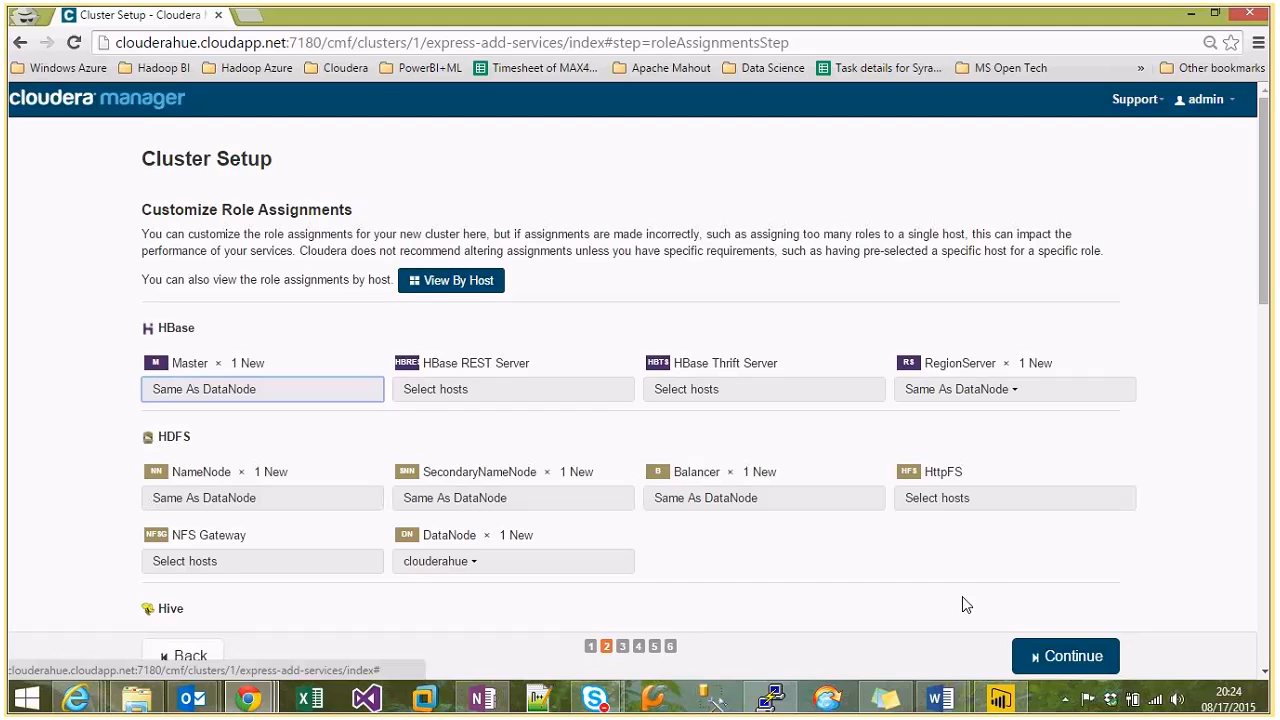 Cluster Setup - Cloudera
clouderahue.cloudapp.net:7180/cmf/clusters/1/express-add-services/index#step=roleAssignmentsStep
Windows Azure Hadoop BI Hadoop Azure Cloudera PowerBI+ML Timesheet of MAX4... Apache Mahout Data Science Task details for Syra... MS Open Tech » Other bookmarks
cloudera manager Support admin
Cluster Setup
Customize Role Assignments
You can customize the role assignments for your new cluster here, but if assignments are made incorrectly, such as assigning too many roles to a single host, this can impact the
performance of your services. Cloudera does not recommend altering assignments unless you have specific requirements, such as having pre-selected a specific host for a specific role.
You can also view the role assignments by host. View By Host
H HBase
M Master × 1 New HBRES HBase REST Server HBTS HBase Thrift Server RS RegionServer × 1 New
Same As DataNode Select hosts Select hosts Same As DataNode
HDFS
NN NameNode × 1 New SNN SecondaryNameNode × 1 New B Balancer × 1 New HFS HttpFS
Same As DataNode Same As DataNode Same As DataNode Select hosts
NFSG NFS Gateway DN DataNode × 1 New
Select hosts clouderahue
Hive
Back 1 2 3 4 5 6 Continue
clouderahue.cloudapp.net:7180/cmf/clusters/1/express-add-services/index#
20:24
08/17/2015